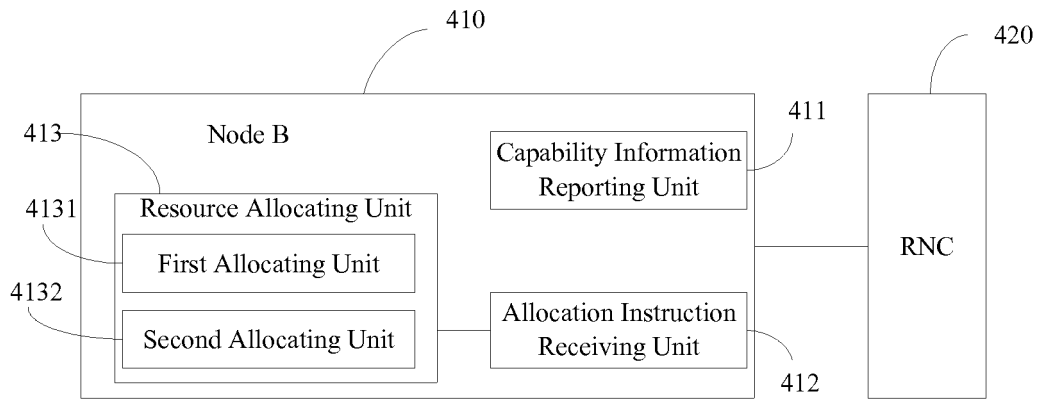 410
420
413
Node B
411
Capability Information
Reporting Unit
4131
Resource Allocating Unit
First Allocating Unit
RNC
4132
Second Allocating Unit
Allocation Instruction
Receiving Unit
412